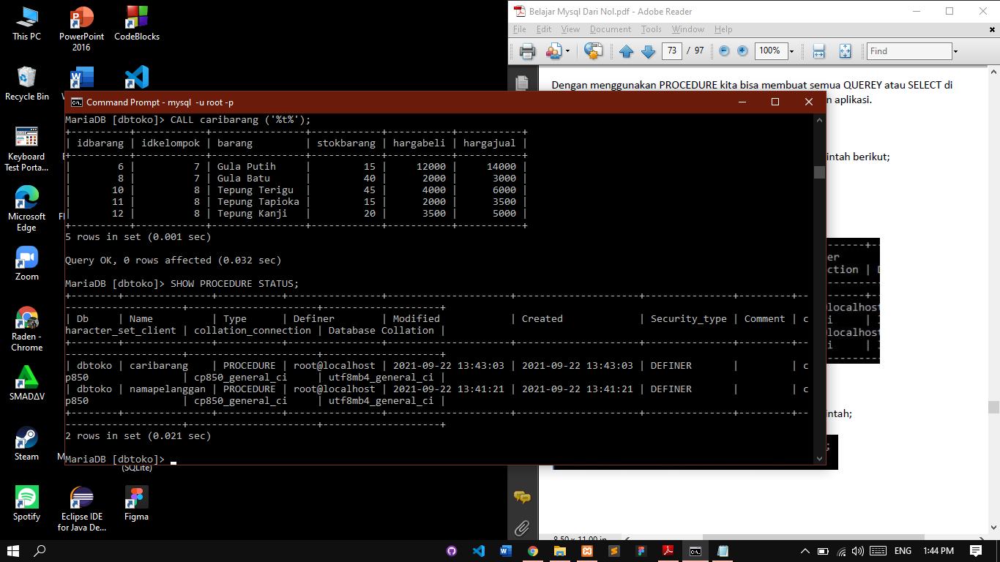 This PC
PowerPoint
2016
CodeBlocks
Recycle Bin
Keyboard
Test Porta...
Microsoft
Edge
Zoom
Raden -
Chrome
SMADΔV
Steam
(SQLite)
Spotify
Eclipse IDE
for Java De...
Figma
Belajar Mysql Dari Nol.pdf - Adobe Reader
File Edit View Document Tools Window Help
73 / 97 100% Find
Dengan menggunakan PROCEDURE kita bisa membuat semua QUEREY atau SELECT di
n aplikasi.
intah berikut;
er
ction |
localhost
i |
localhost
i |
intah;
;
8.50 x 11.00 in
Command Prompt - mysql -u root -p
MariaDB [dbtoko]> CALL caribarang ('%t%');
+----------+------------+----------------+------------+-----------+-----------+
| idbarang | idkelompok | barang         | stokbarang | hargabeli | hargajual |
+----------+------------+----------------+------------+-----------+-----------+
|        6 |          7 | Gula Putih     |         15 |     12000 |     14000 |
|        8 |          7 | Gula Batu      |         40 |      2000 |      3000 |
|       10 |          8 | Tepung Terigu  |         45 |      4000 |      6000 |
|       11 |          8 | Tepung Tapioka |         15 |      2000 |      3500 |
|       12 |          8 | Tepung Kanji   |         20 |      3500 |      5000 |
+----------+------------+----------------+------------+-----------+-----------+
5 rows in set (0.001 sec)
Query OK, 0 rows affected (0.032 sec)
MariaDB [dbtoko]> SHOW PROCEDURE STATUS;
+--------+---------------+-----------+----------------+---------------------+---------------------+---------------+---------+--
--------------------+----------------------+--------------------+
| Db     | Name          | Type      | Definer        | Modified            | Created             | Security_type | Comment | c
haracter_set_client | collation_connection | Database Collation |
+--------+---------------+-----------+----------------+---------------------+---------------------+---------------+---------+--
--------------------+----------------------+--------------------+
| dbtoko | caribarang    | PROCEDURE | root@localhost | 2021-09-22 13:43:03 | 2021-09-22 13:43:03 | DEFINER       |         | c
p850                | cp850_general_ci     | utf8mb4_general_ci |
| dbtoko | namapelanggan | PROCEDURE | root@localhost | 2021-09-22 13:41:21 | 2021-09-22 13:41:21 | DEFINER       |         | c
p850                | cp850_general_ci     | utf8mb4_general_ci |
+--------+---------------+-----------+----------------+---------------------+---------------------+---------------+---------+--
--------------------+----------------------+--------------------+
2 rows in set (0.021 sec)
MariaDB [dbtoko]>
ENG 1:44 PM